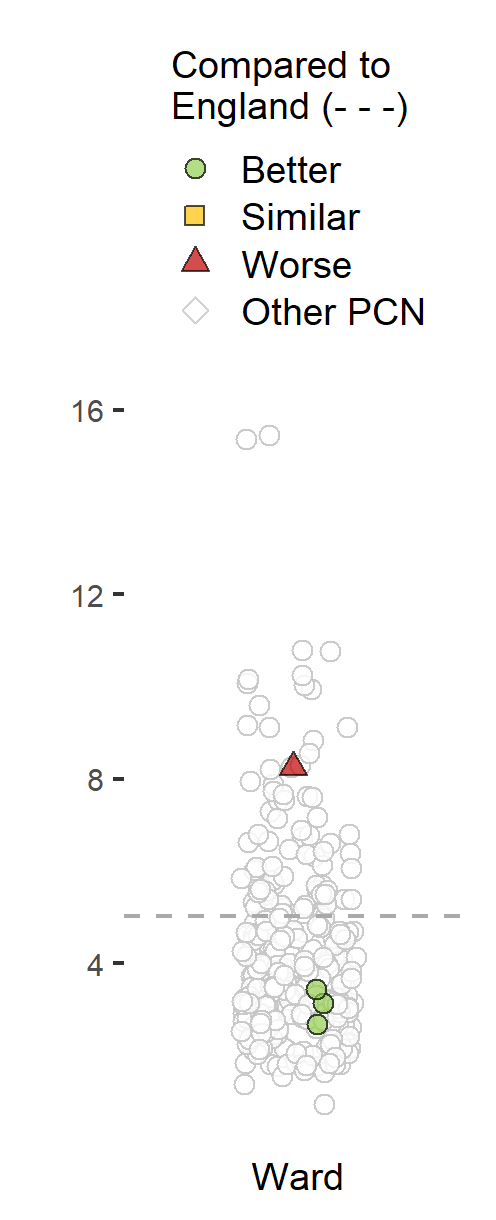 Compared to
England (- - -)
Better
Similar
Worse
Other PCN
16
12
8
4
Ward